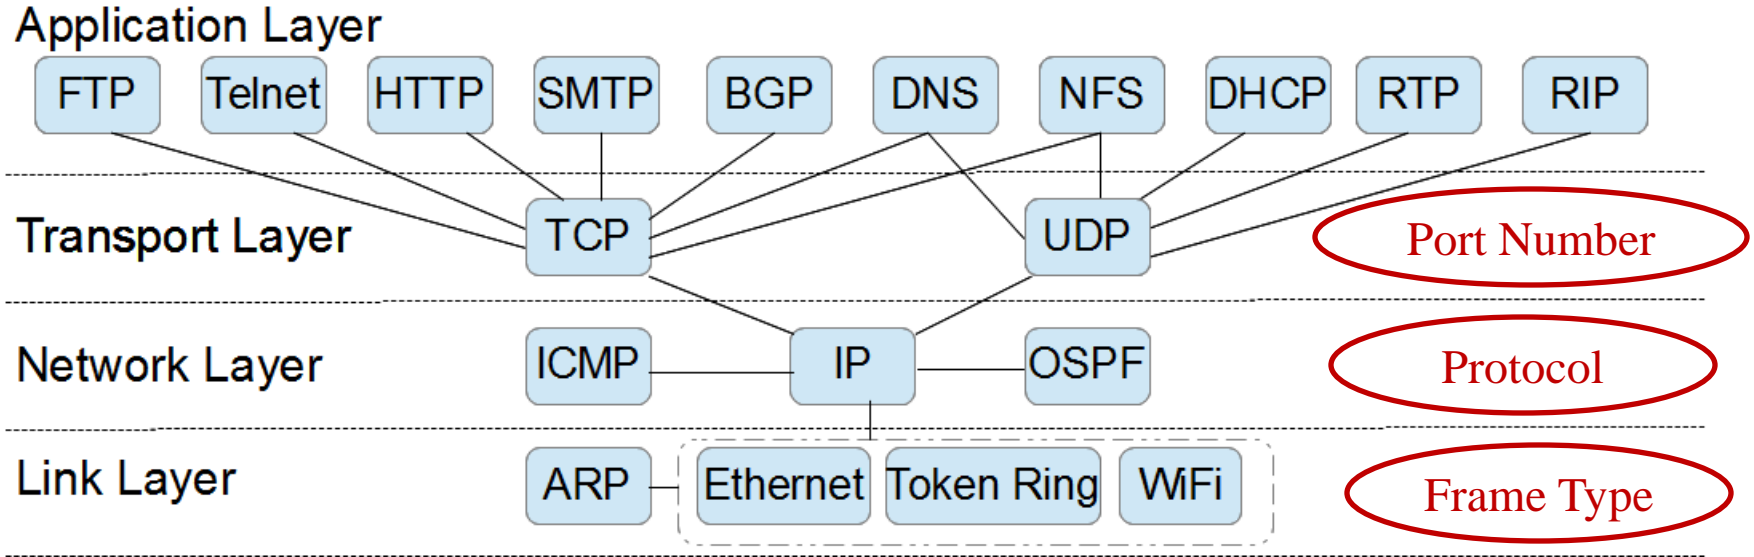 Application Layer
FTP Telnet HTTP SMTP BGP DNS NFS DHCP RTP RIP
Transport Layer TCP UDP Port Number
Network Layer ICMP IP OSPF Protocol
Link Layer ARP Ethernet Token Ring WiFi Frame Type